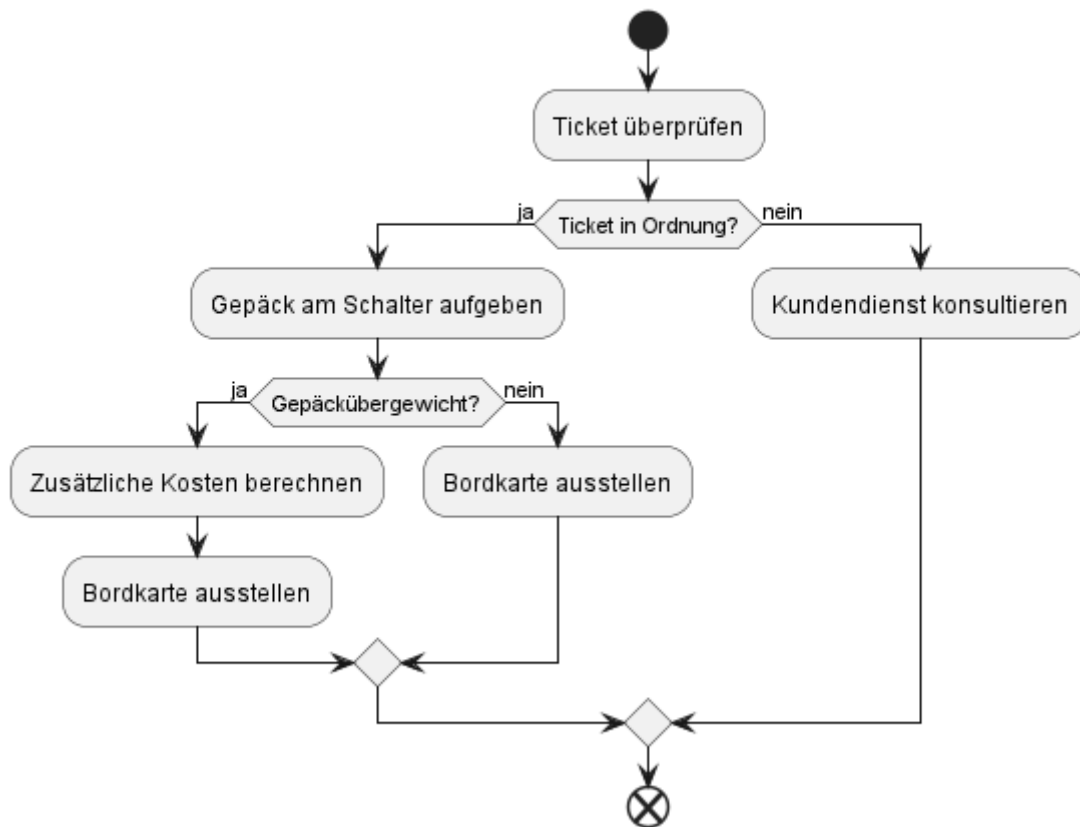 Ticket überprüfen
ja
Ticket in Ordnung?
nein
Gepäck am Schalter aufgeben
Kundendienst konsultieren
ja
Gepäckübergewicht?
nein
Zusätzliche Kosten berechnen
Bordkarte ausstellen
Bordkarte ausstellen